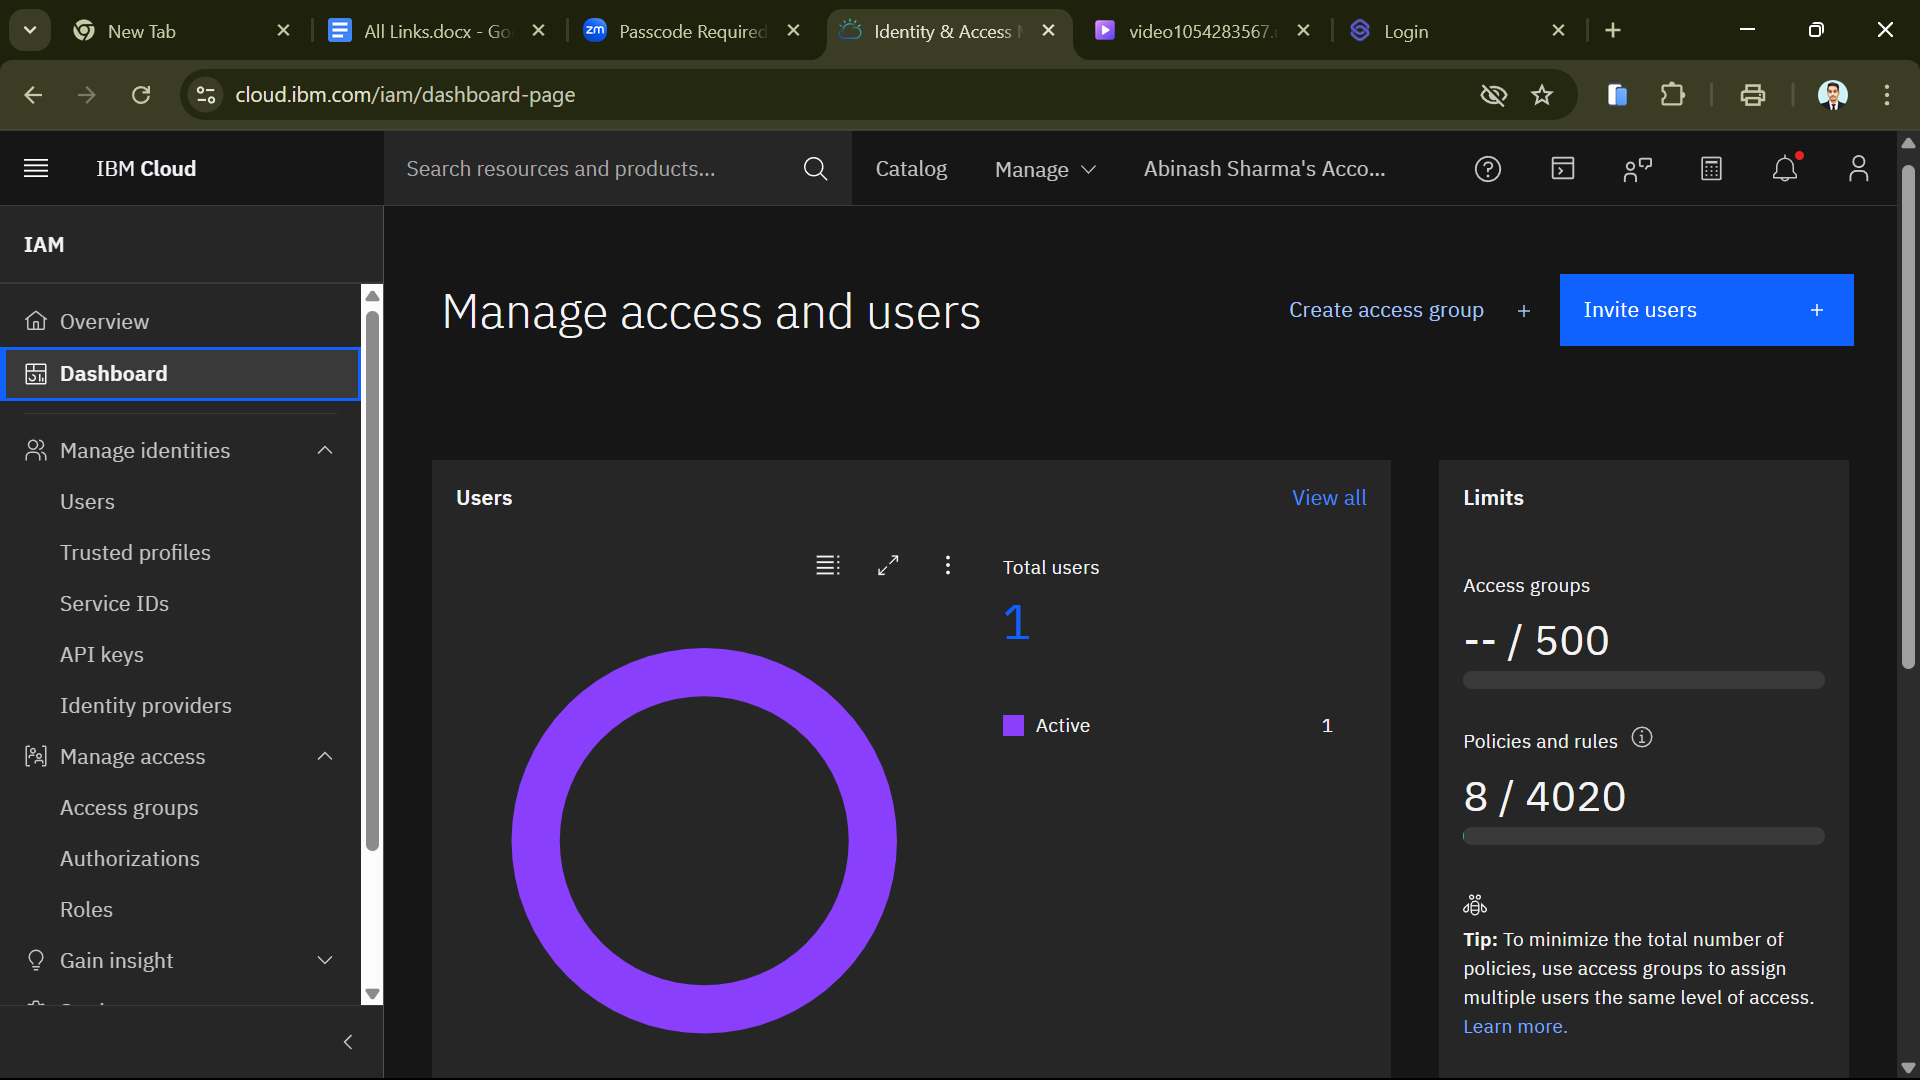 New Tab
All Links.docx - Go
zm
Passcode Required
Identity & Access
video1054283567.
Login
cloud.ibm.com/iam/dashboard-page
IBM Cloud
Search resources and products...
Catalog
Manage
Abinash Sharma's Acco...
IAM
Overview
Dashboard
Manage identities
Users
Trusted profiles
Service IDs
API keys
Identity providers
Manage access
Access groups
Authorizations
Roles
Gain insight
Manage access and users
Create access group +
Invite users +
Users
View all
Total users
1
Active 1
Limits
Access groups
-- / 500
Policies and rules
8 / 4020
Tip: To minimize the total number of
policies, use access groups to assign
multiple users the same level of access.
Learn more.